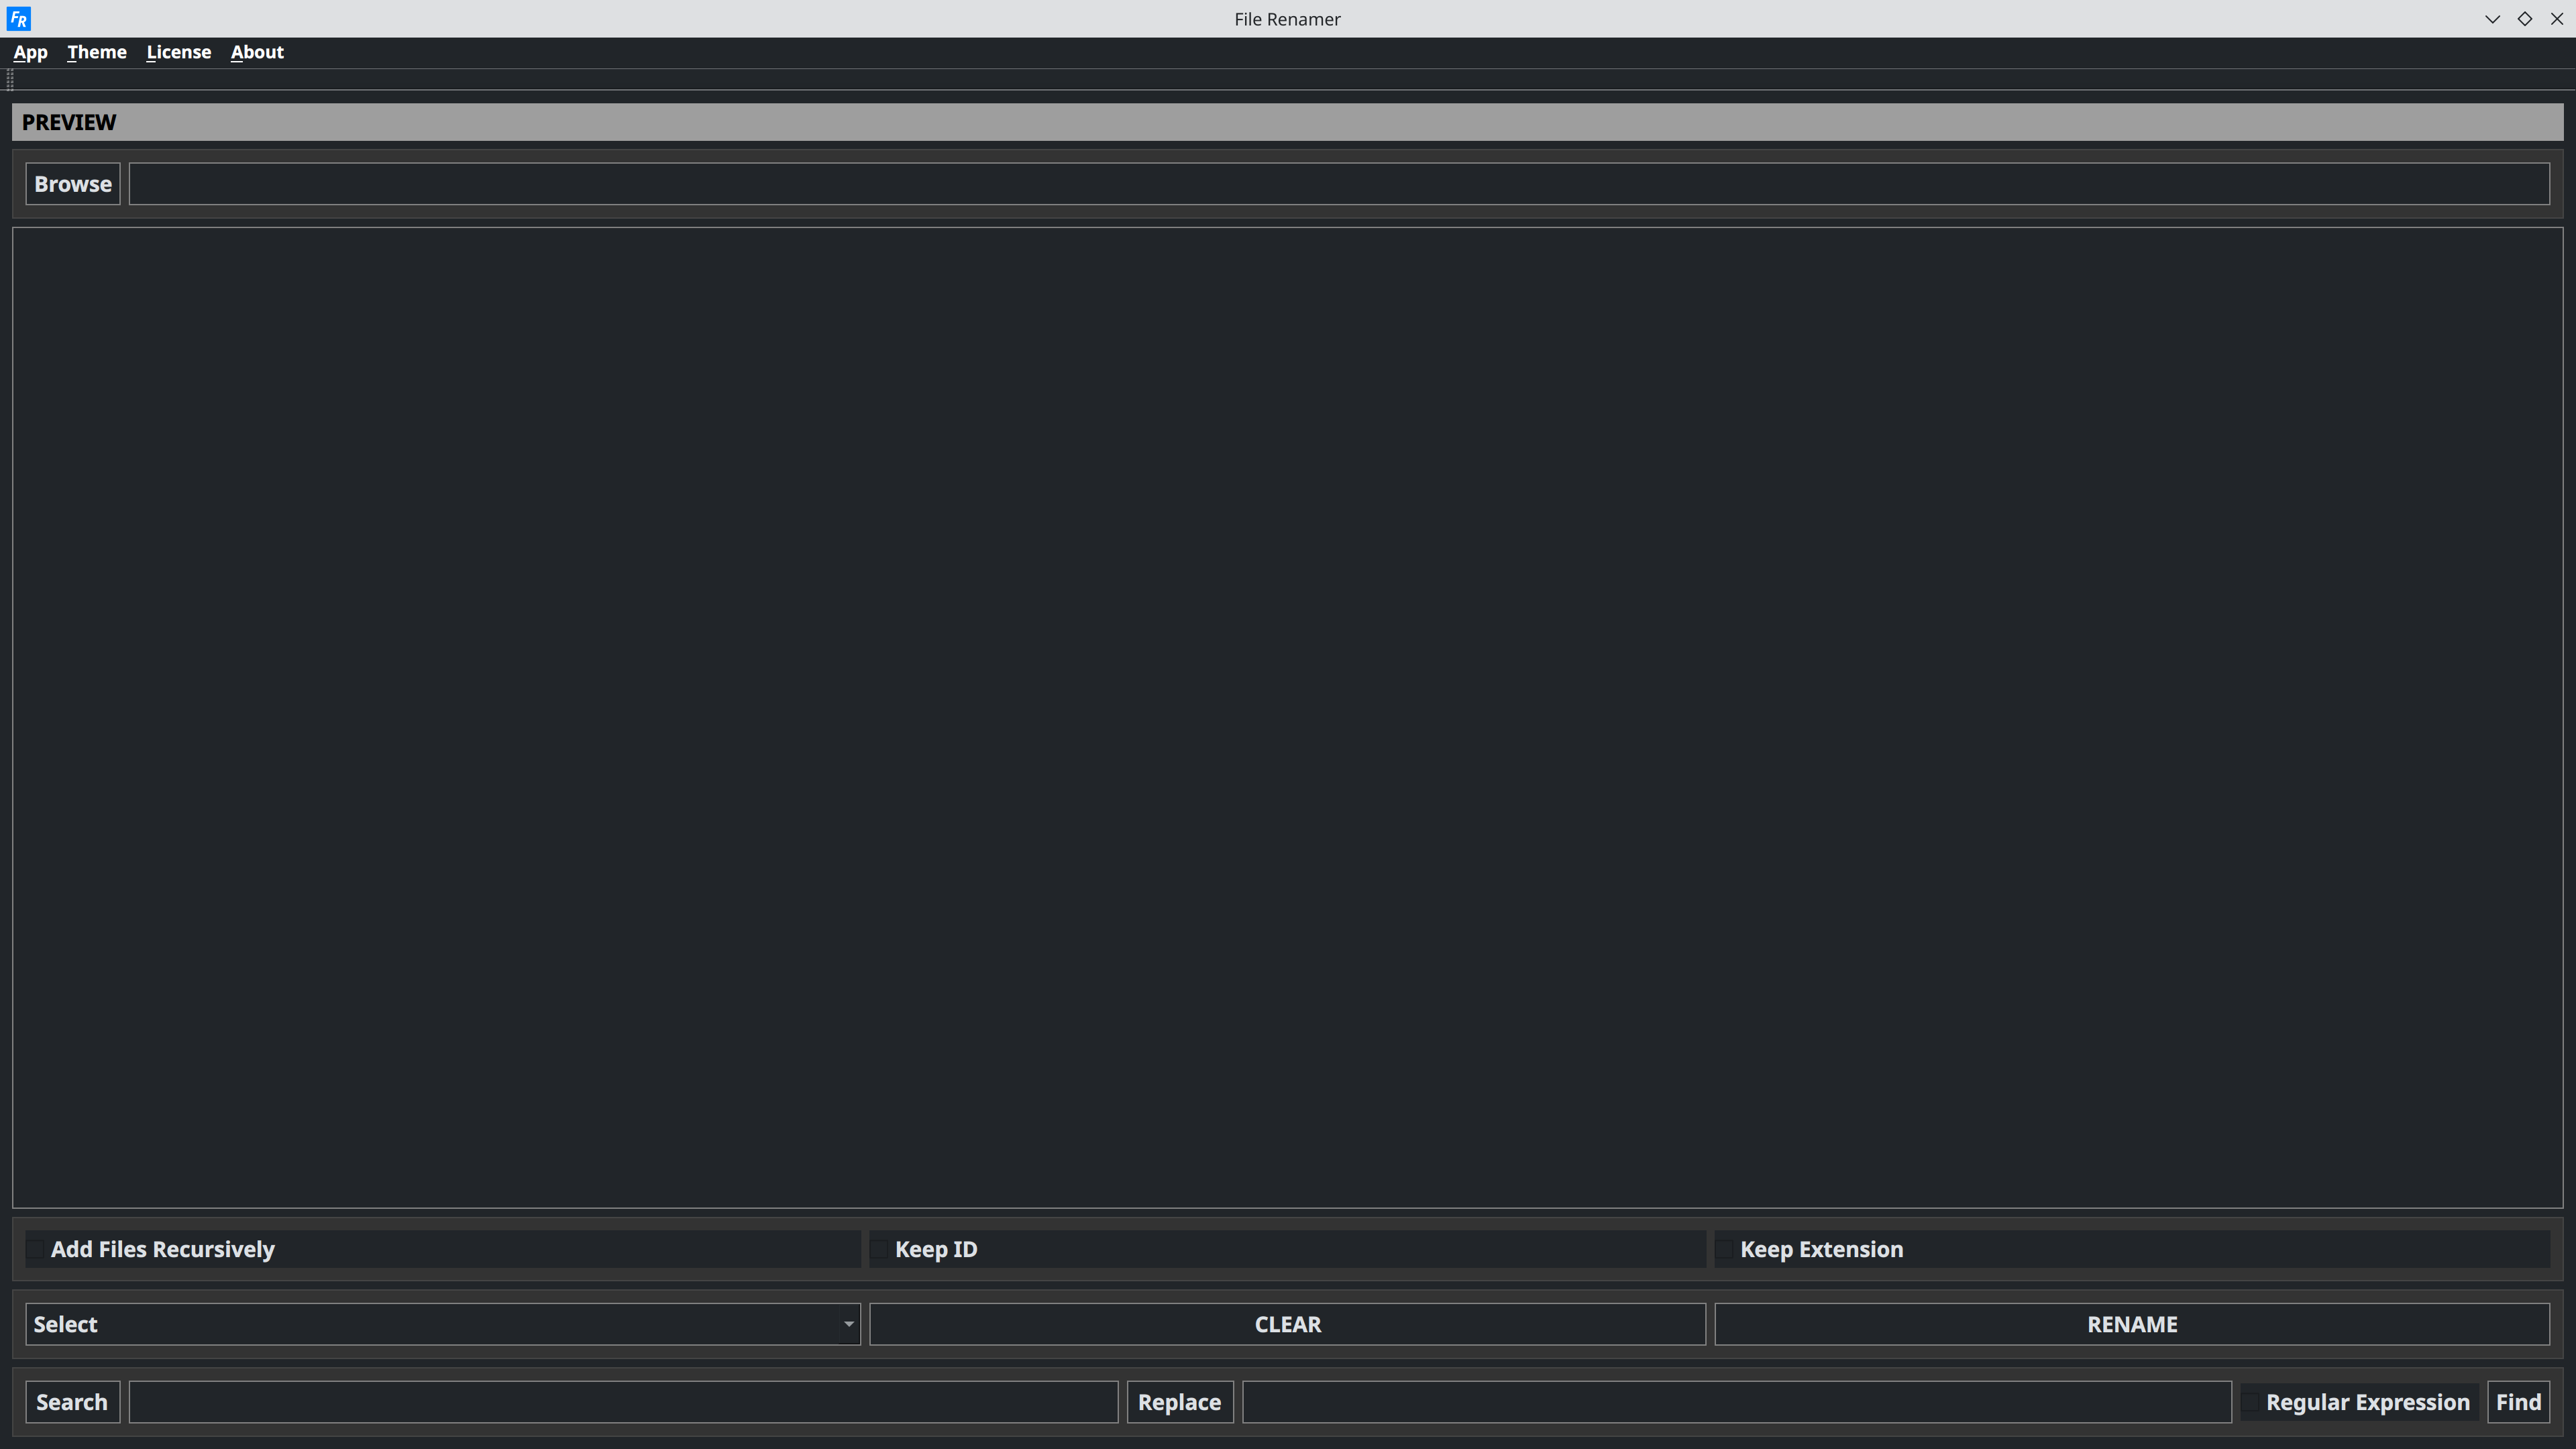 FR File Renamer
App Theme License About
PREVIEW
Browse
Add Files Recursively Keep ID Keep Extension
Select CLEAR RENAME
Search Replace Regular Expression Find